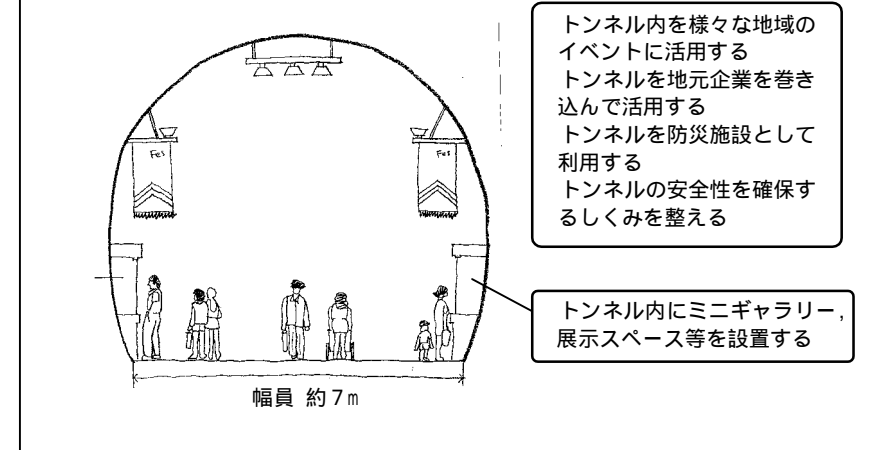 トンネル内を様々な地域の
イベントに活用する
トンネルを地元企業を巻き
込んで活用する
トンネルを防災施設として
利用する
トンネルの安全性を確保す
るしくみを整える
Fes
Fes
トンネル内にミニギャラリー,
展示スペース等を設置する
幅員 約7m